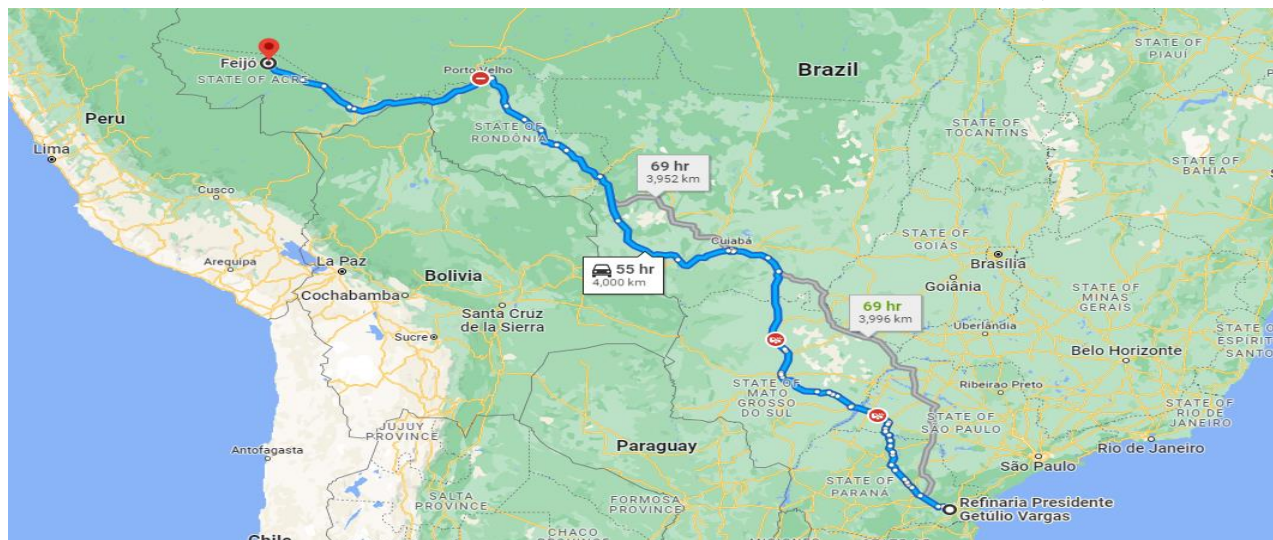 STATE OF
PIAUÍ
Feijó
STATE OF ACRE
Porto Velho
Brazil
Peru
STATE OF
RONDÔNIA
STATE OF
TOCANTINS
Lima
69 hr
3,952 km
STATE OF
BAHIA
Cusco
Cuiabá
STATE OF
GOIÁS
Brasília
Arequipa
La Paz
Bolivia
55 hr
4,000 km
Goiânia
STATE OF
MINAS
GERAIS
Cochabamba
Santa Cruz
de la Sierra
69 hr
3,996 km
Uberlândia
STATE
ESPÍRIT
SANTO
Sucre
Belo Horizonte
STATE OF
MATO
GROSSO
DO SUL
Ribeirao Preto
STATE OF
RIO DE
JANEIRO
JUJUY
PROVINCE
STATE OF
SÃO PAULO
Antofagasta
Paraguay
Rio de Janeiro
São Paulo
SALTA
PROVINCE
FORMOSA
PROVINCE
STATE OF
PARANÁ
Refinaria Presidente
Getúlio Vargas
CHACO
PROVINCE
Chile